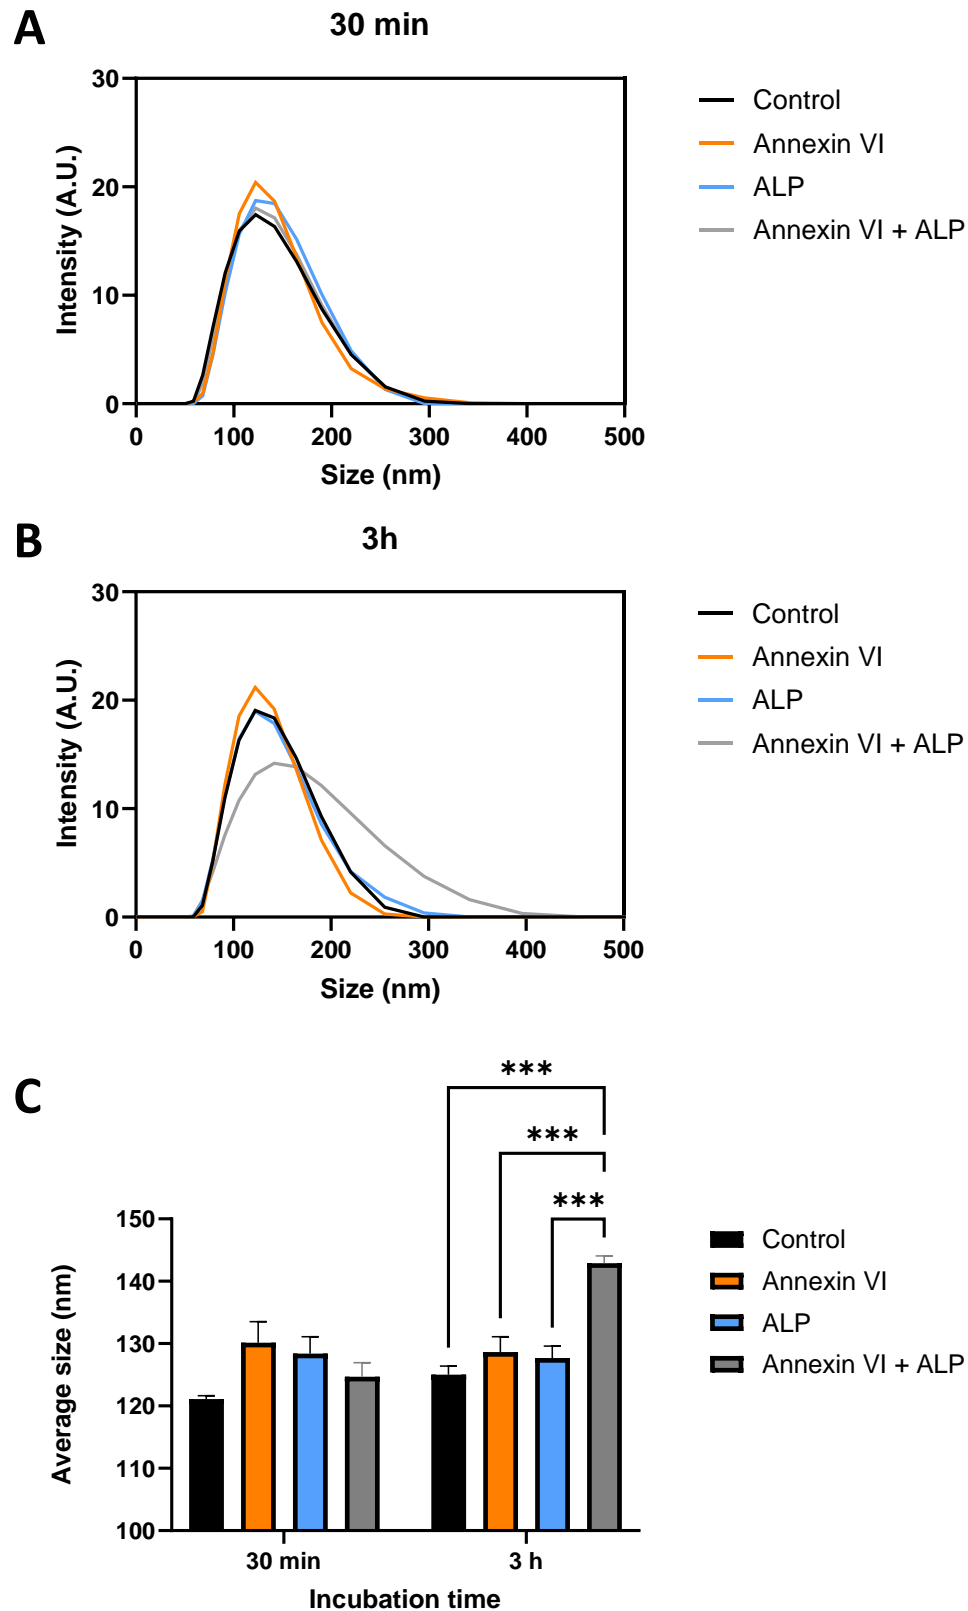 A
30 min
30
20
10
0
Intensity (A.U.)
0 100 200 300 400 500
Size (nm)
Control
Annexin VI
ALP
Annexin VI + ALP
B
3h
30
20
10
0
Intensity (A.U.)
0 100 200 300 400 500
Size (nm)
Control
Annexin VI
ALP
Annexin VI + ALP
C
***
***
***
150
140
130
120
110
100
Average size (nm)
30 min 3 h
Incubation time
Control
Annexin VI
ALP
Annexin VI + ALP